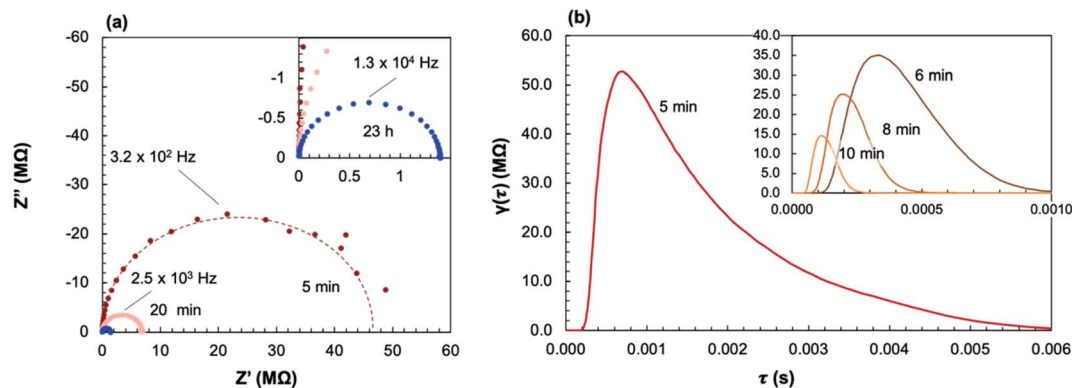 (a)
-60
-50
-40
-30
-20
-10
0
Z'' (MΩ)
0 10 20 30 40 50 60
Z' (MΩ)
3.2 x 10² Hz
2.5 x 10³ Hz
20 min
5 min
-1
-0.5
0
0 0.5 1
1.3 x 10⁴ Hz
23 h
(b)
60.0
50.0
40.0
30.0
20.0
10.0
0.0
γ(τ) (MΩ)
0.000 0.001 0.002 0.003 0.004 0.005 0.006
τ (s)
5 min
40.0
35.0
30.0
25.0
20.0
15.0
10.0
5.0
0.0
0.0000 0.0005 0.0010
6 min
8 min
10 min